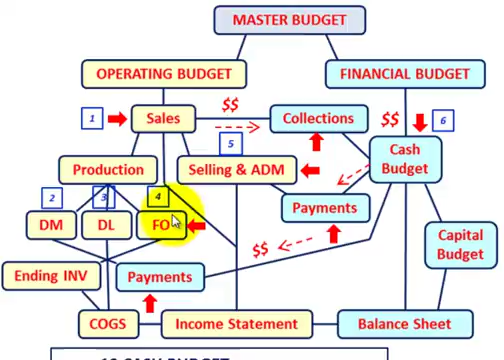 MASTER BUDGET
OPERATING BUDGET
FINANCIAL BUDGET
$$
$$
1
Sales
Collections
6
5
Cash
Budget
Production
Selling & ADM
2
3
4
Payments
DM
DL
FO
Capital
Budget
$$
Ending INV
Payments
COGS
Income Statement
Balance Sheet